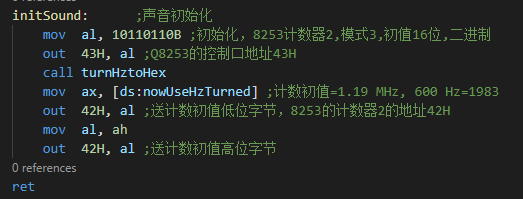 initSound:        ;声音初始化
    mov  al, 10110110B ;初始化，8253计数器2,模式3,初值16位,二进制
    out  43H, al ;Q8253的控制口地址43H
    call turnHztoHex
    mov  ax, [ds:nowUseHzTurned] ;计数初值=1.19 MHz, 600 Hz=1983
    out  42H, al ;送计数初值低位字节，8253的计数器2的地址42H
    mov  al, ah
    out  42H, al ;送计数初值高位字节
0 references
ret